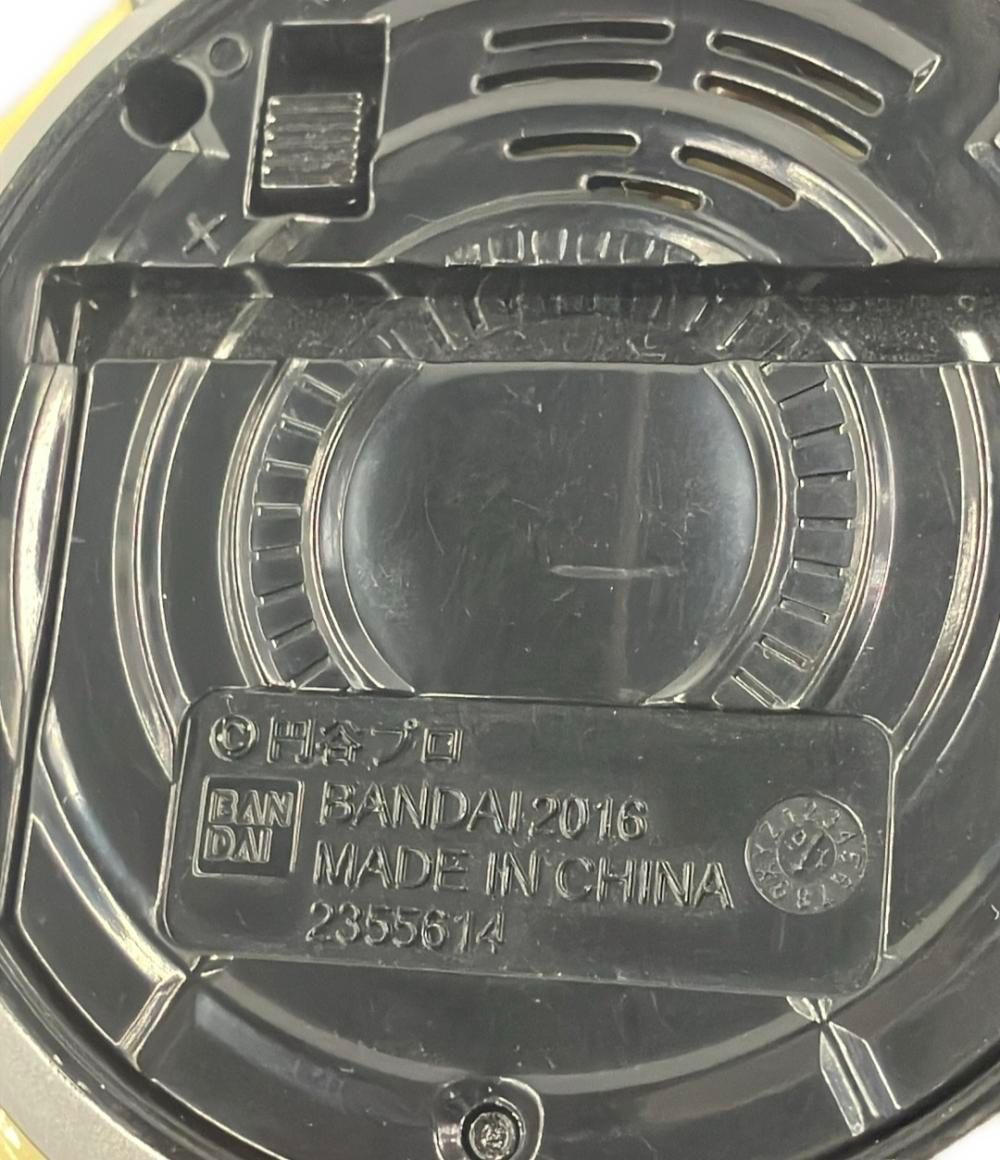 ©円谷プロ
BAN
DAI
BANDAI 2016
MADE IN CHINA
2355614